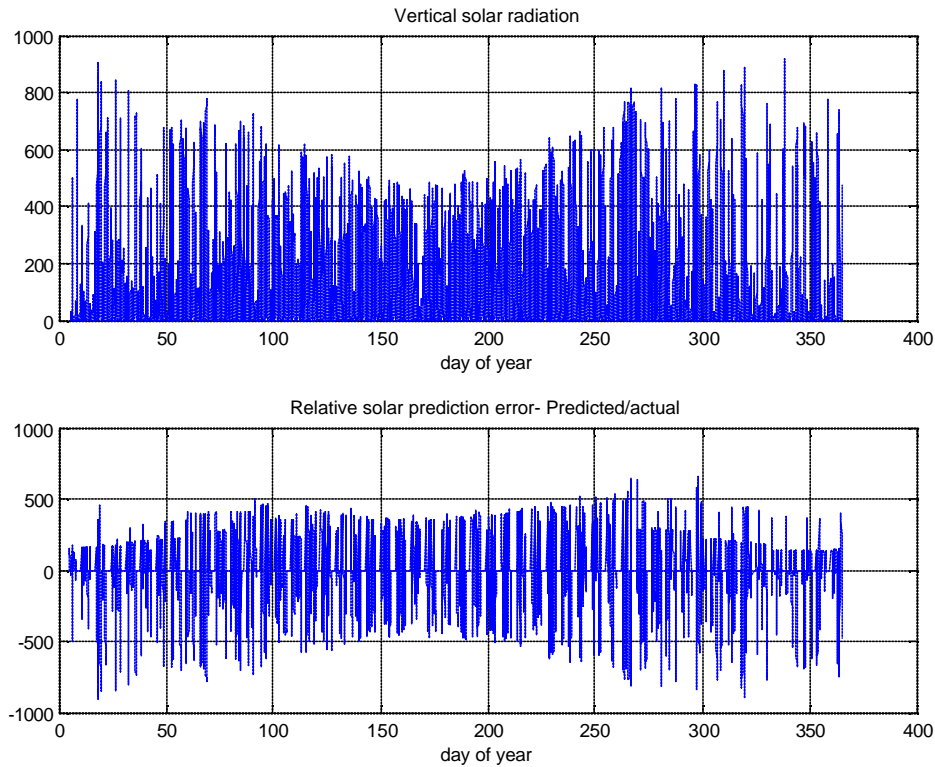 Vertical solar radiation
1000
800
600
400
200
0
0 50 100 150 200 250 300 350 400
day of year
Relative solar prediction error- Predicted/actual
1000
500
0
-500
-1000
0 50 100 150 200 250 300 350 400
day of year